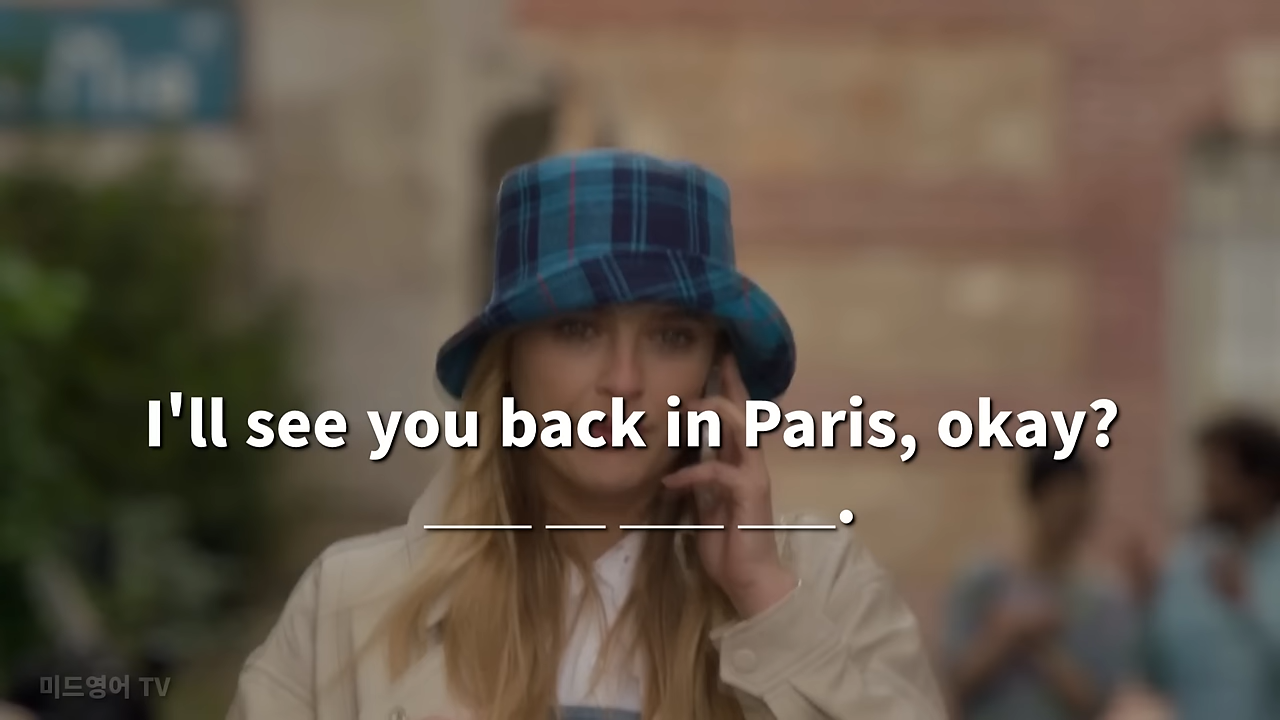 I'll see you back in Paris, okay?
____ __ ____ ____.
미드영어 TV